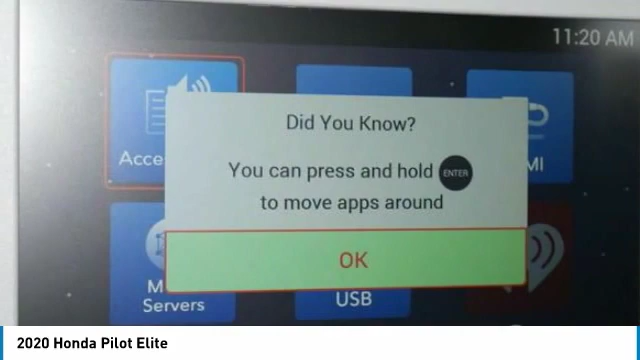 11:20 AM
Did You Know?
You can press and hold ENTER
to move apps around
OK
Servers
USB
2020 Honda Pilot Elite